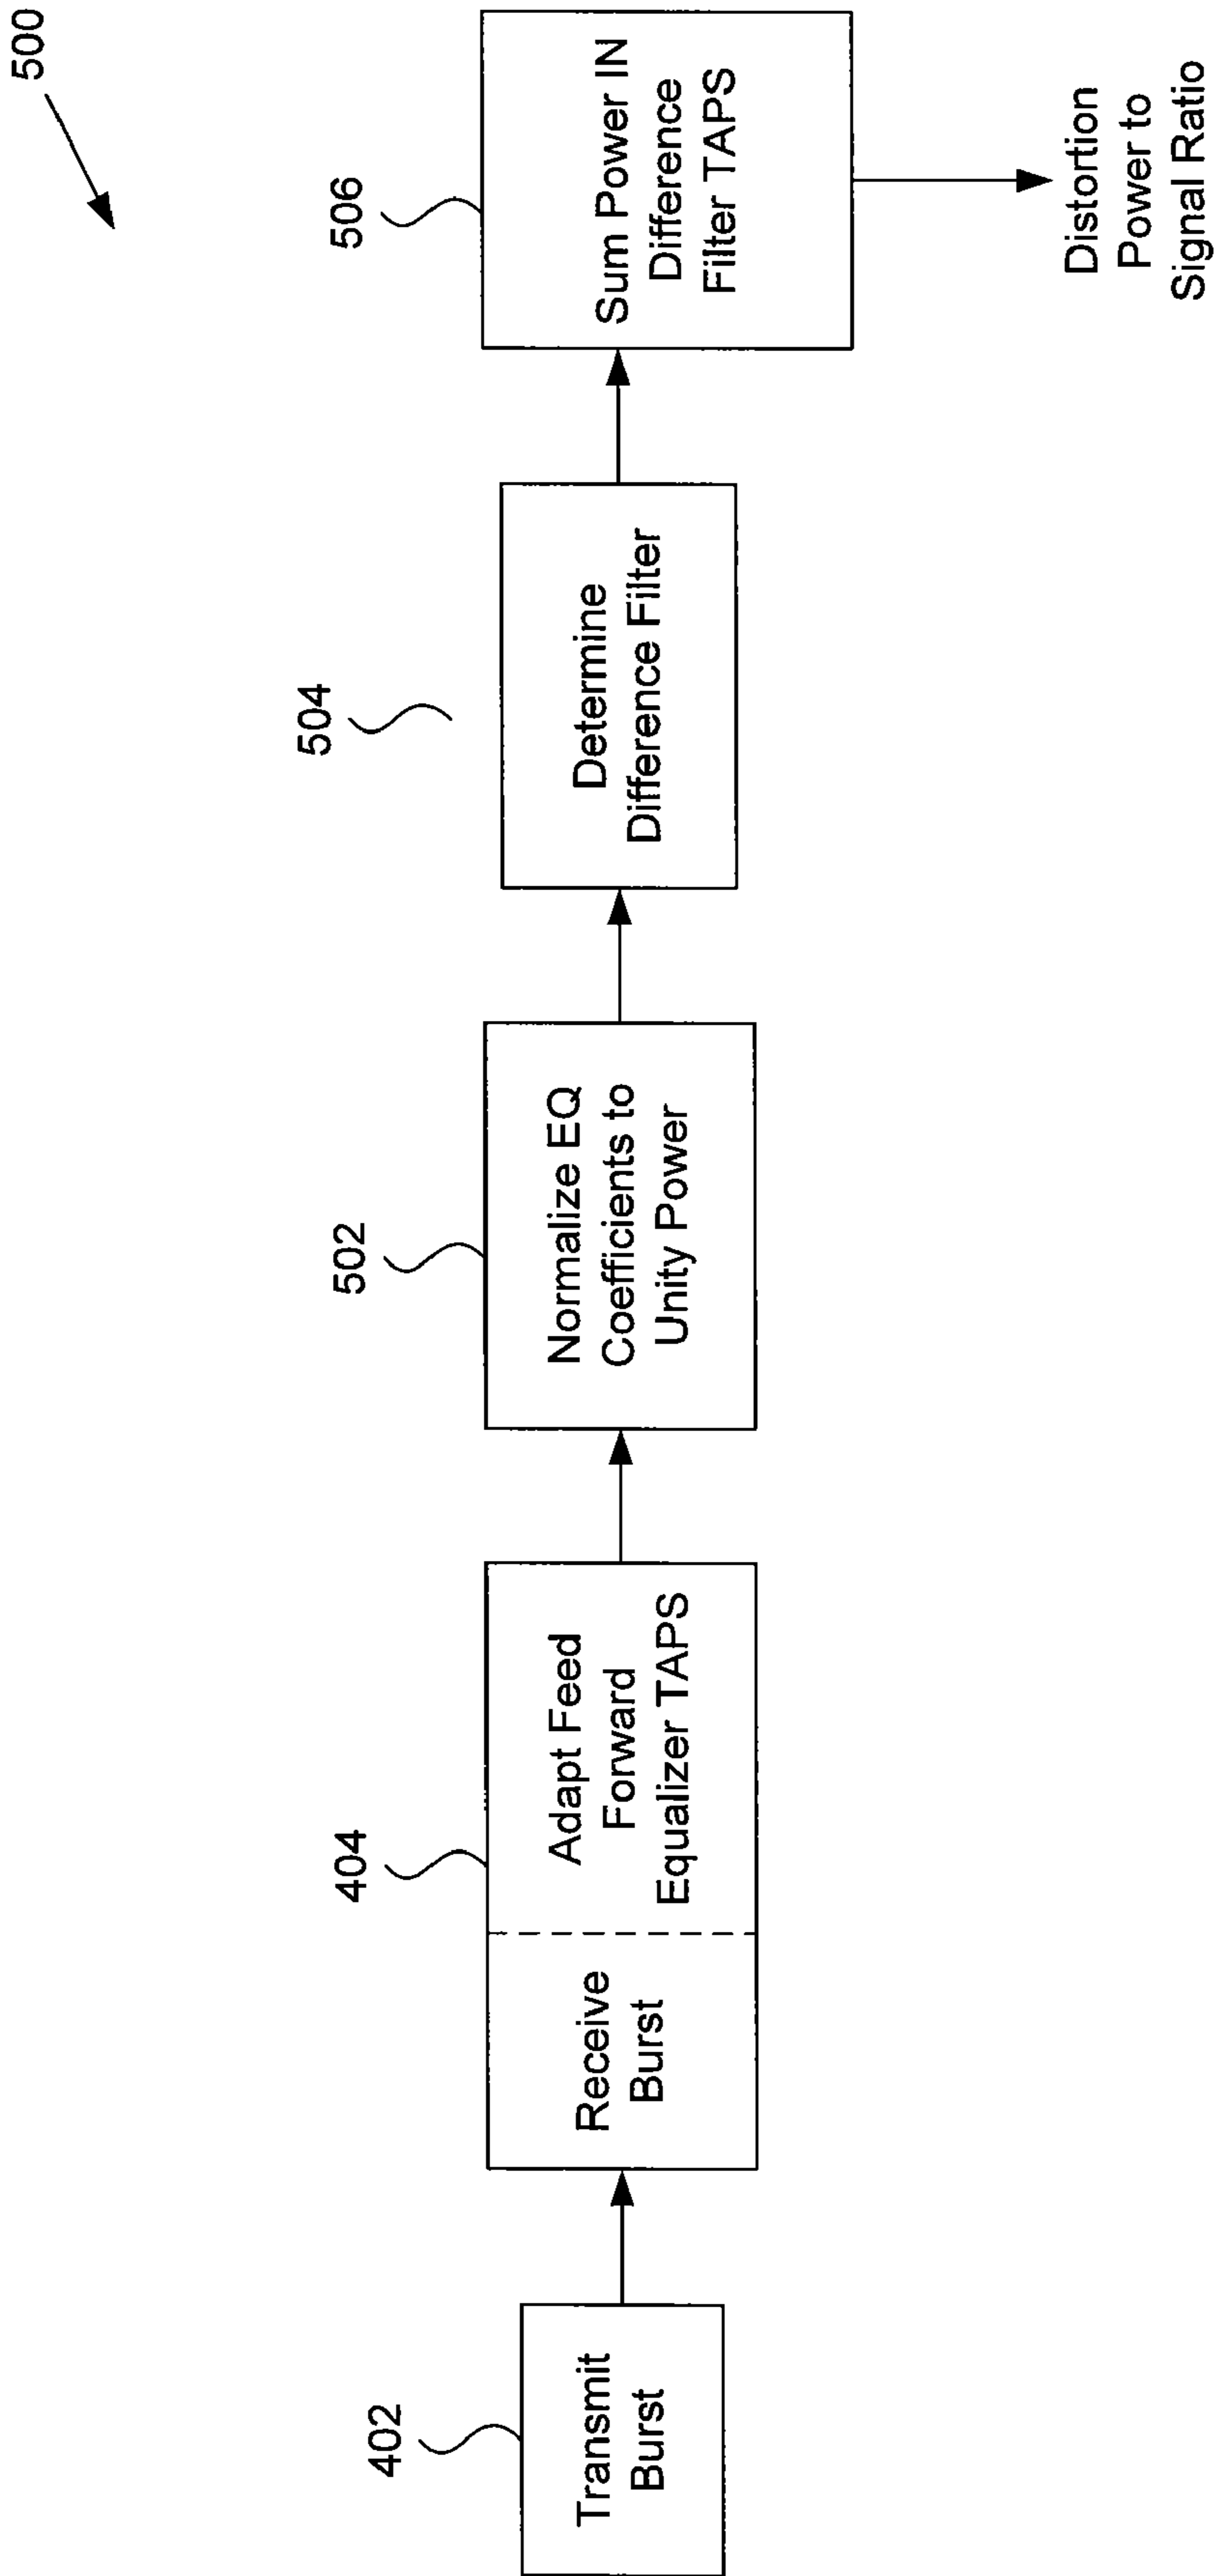 500
402
Transmit
Burst
404
Receive
Burst
Adapt Feed
Forward
Equalizer TAPS
502
Normalize EQ
Coefficients to
Unity Power
504
Determine
Difference Filter
506
Sum Power IN
Difference
Filter TAPS
Distortion
Power to
Signal Ratio